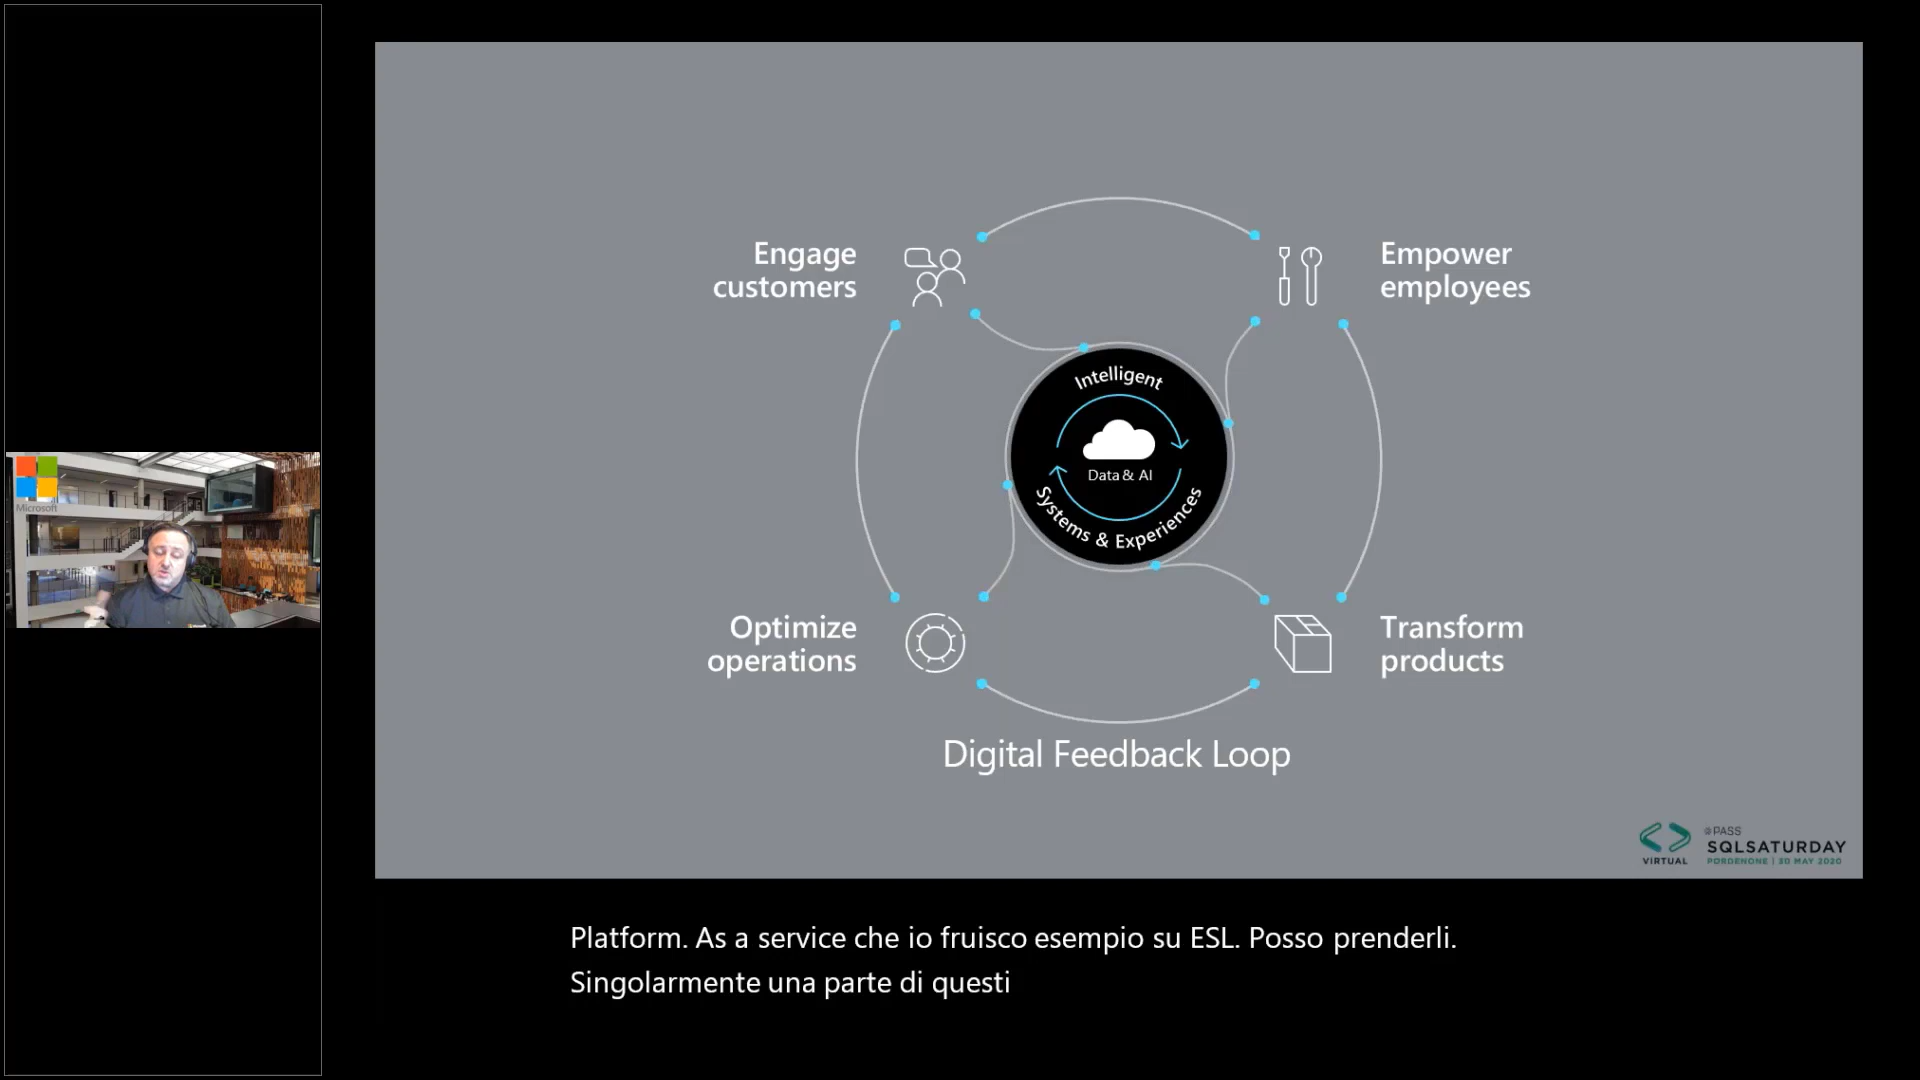 Microsoft
Engage
customers
Empower
employees
Intelligent
Data & AI
Systems & Experiences
Optimize
operations
Transform
products
Digital Feedback Loop
VIRTUAL
@PASS
SQLSATURDAY
PORDENONE | 30 MAY 2020
Platform. As a service che io fruisco esempio su ESL. Posso prenderli.
Singolarmente una parte di questi